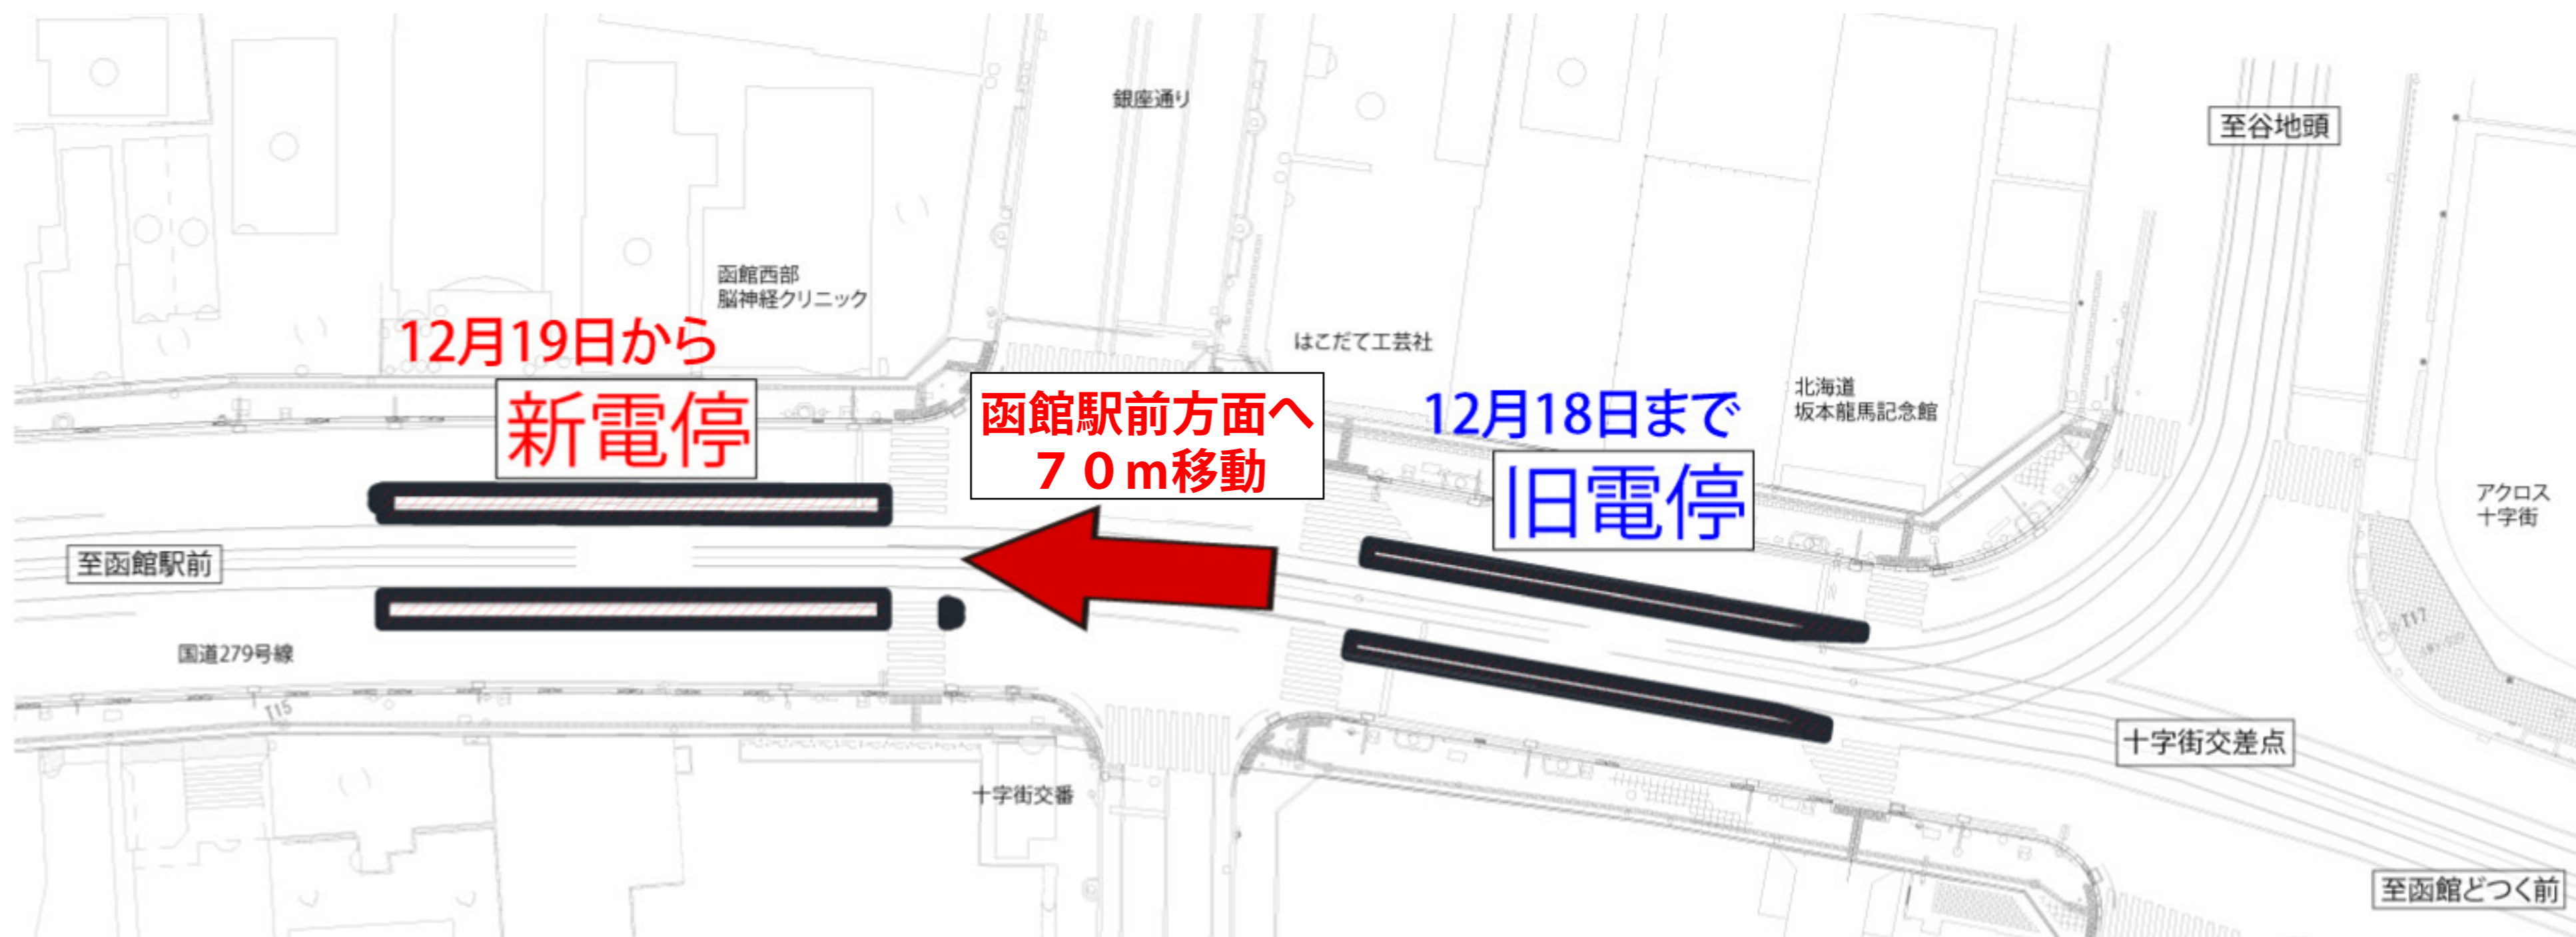 銀座通り
至谷地頭
函館西部
脳神経クリニック
12月19日から
新電停
函館駅前方面へ
７０ｍ移動
はこだて工芸社
12月18日まで
旧電停
北海道
坂本龍馬記念館
アクロス
十字街
至函館駅前
国道279号線
T15
T17
十字街交差点
十字街交番
至函館どつく前